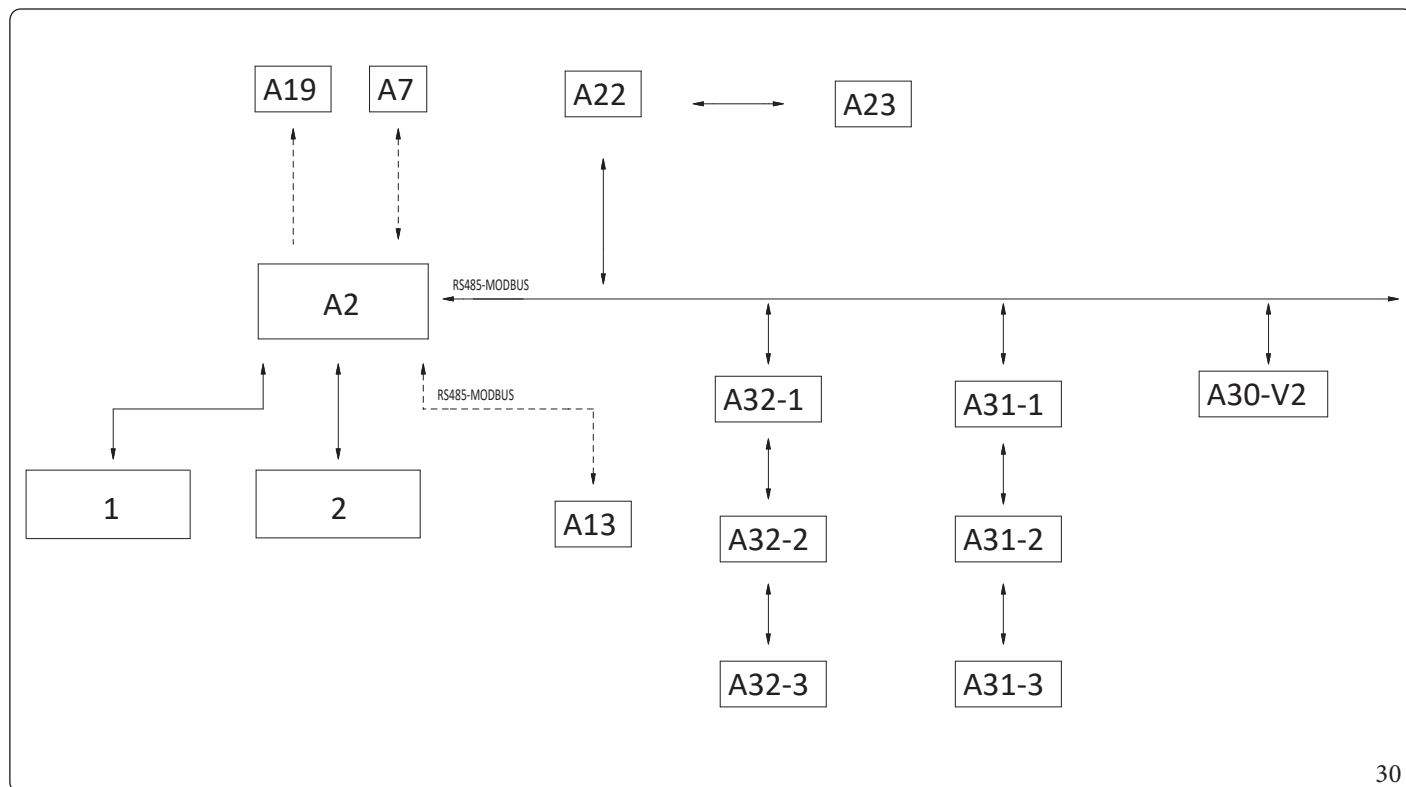 A19
A7
A22
A23
A2
RS485-MODBUS
RS485-MODBUS
A32-1
A31-1
A30-V2
1
2
A13
A32-2
A31-2
A32-3
A31-3
30